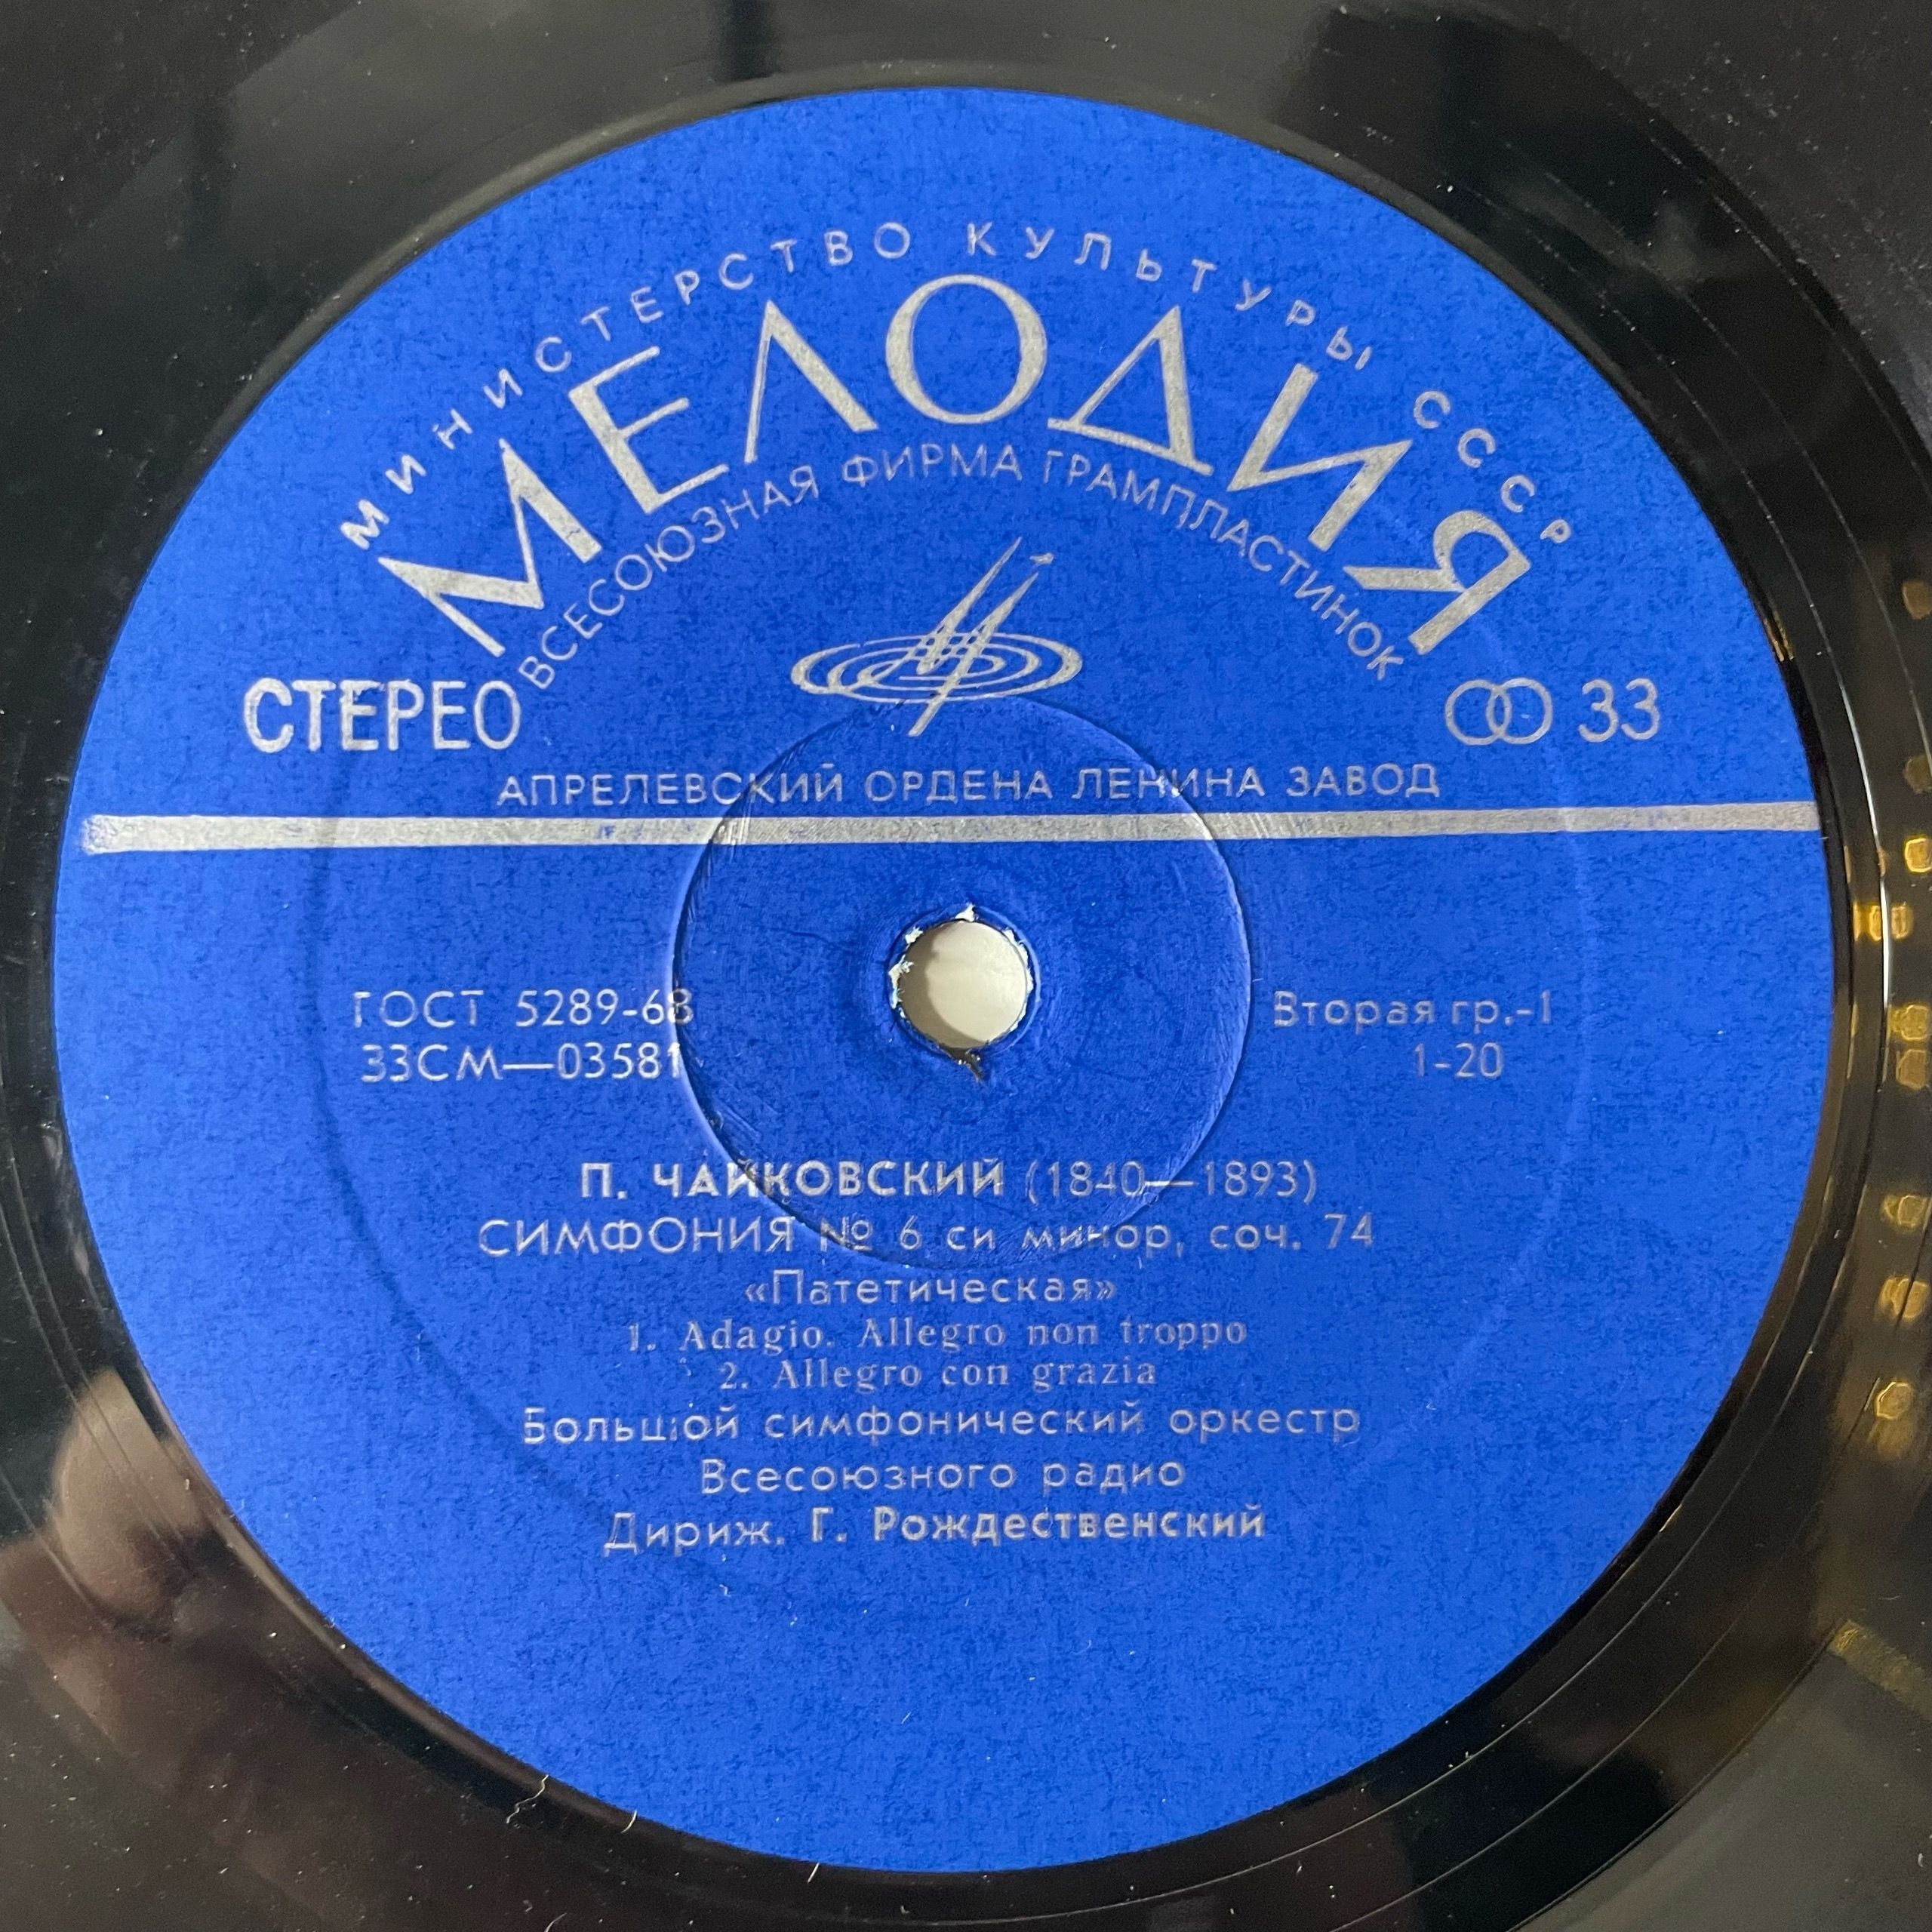 МИНИСТЕРСТВО КУЛЬТУРЫ СССР
МЕЛОДИЯ
ВСЕСОЮЗНАЯ ФИРМА ГРАМПЛАСТИНОК
СТЕРЕО
33
АПРЕЛЕВСКИЙ ОРДЕНА ЛЕНИНА ЗАВОД
ГОСТ 5289-68
33СМ—03581
Вторая гр.-1
1-20
П. ЧАЙКОВСКИЙ (1840—1893)
СИМФОНИЯ № 6 си минор, соч. 74
«Патетическая»
1. Adagio. Allegro non troppo
2. Allegro con grazia
Большой симфонический оркестр
Всесоюзного радио
Дириж. Г. Рождественский